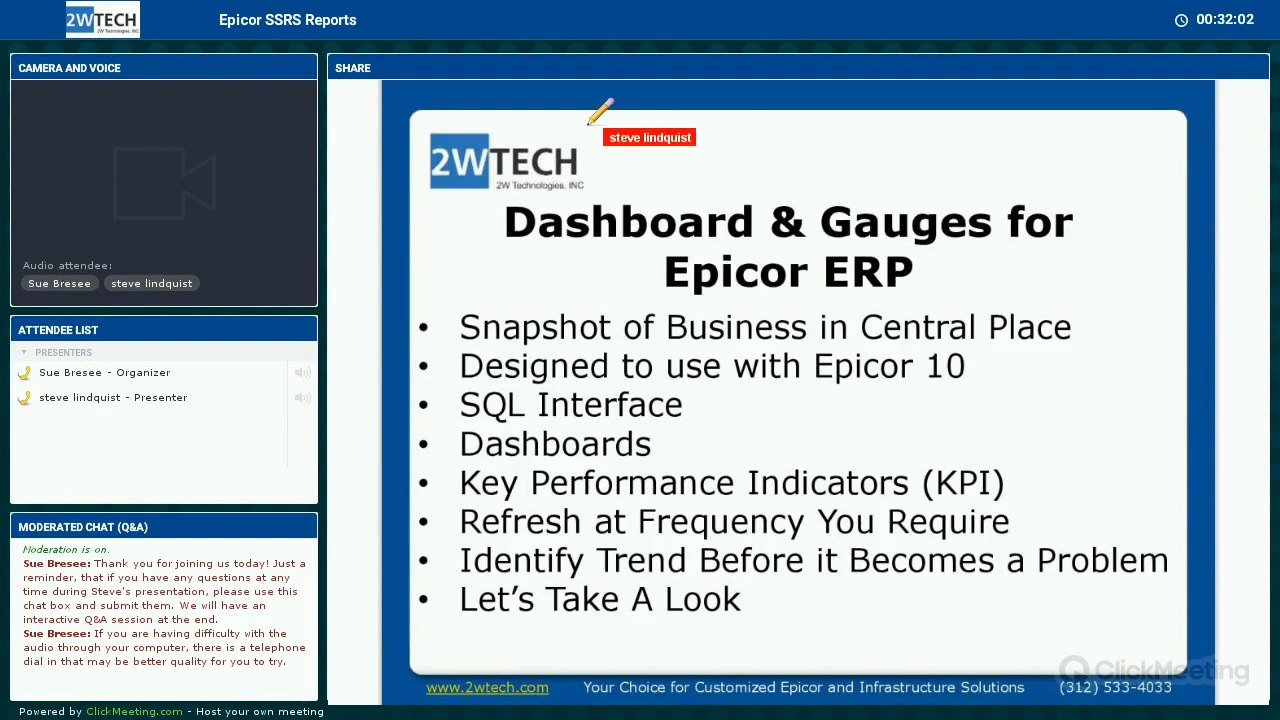 2WTECH
2W Technologies, INC
Epicor SSRS Reports
00:32:02
CAMERA AND VOICE
Audio attendee:
Sue Bresee steve lindquist
ATTENDEE LIST
PRESENTERS
Sue Bresee - Organizer
steve lindquist - Presenter
MODERATED CHAT (Q&A)
Moderation is on.
Sue Bresee: Thank you for joining us today! Just a
reminder, that if you have any questions at any
time during Steve's presentation, please use this
chat box and submit them. We will have an
interactive Q&A session at the end.
Sue Bresee: If you are having difficulty with the
audio through your computer, there is a telephone
dial in that may be better quality for you to try.
SHARE
steve lindquist
2WTECH
2W Technologies, INC
Dashboard & Gauges for
Epicor ERP
• Snapshot of Business in Central Place
• Designed to use with Epicor 10
• SQL Interface
• Dashboards
• Key Performance Indicators (KPI)
• Refresh at Frequency You Require
• Identify Trend Before it Becomes a Problem
• Let's Take A Look
ClickMeeting
www.2wtech.com Your Choice for Customized Epicor and Infrastructure Solutions (312) 533-4033
Powered by ClickMeeting.com - Host your own meeting